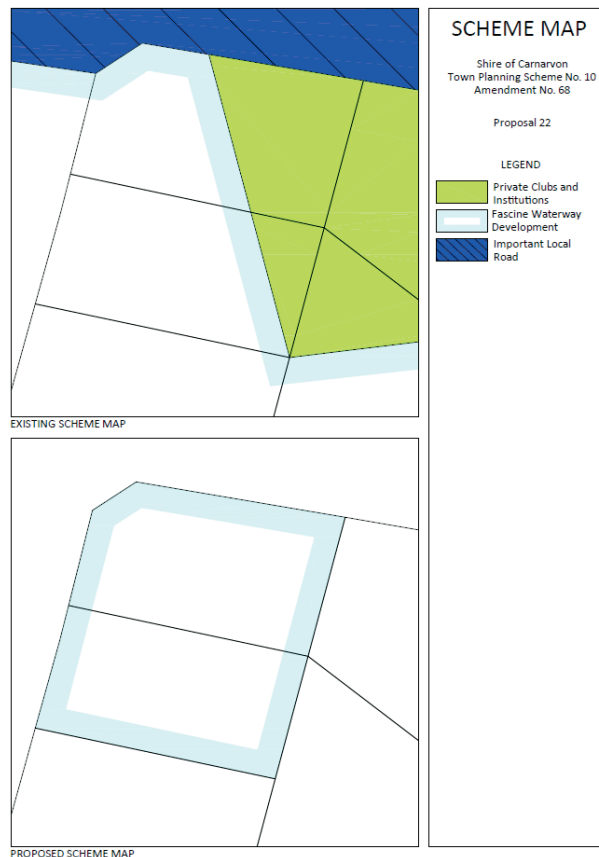 SCHEME MAP
Shire of Carnarvon
Town Planning Scheme No. 10
Amendment No. 68
Proposal 22
LEGEND
Private Clubs and
Institutions
Fascine Waterway
Development
Important Local
Road
EXISTING SCHEME MAP
PROPOSED SCHEME MAP